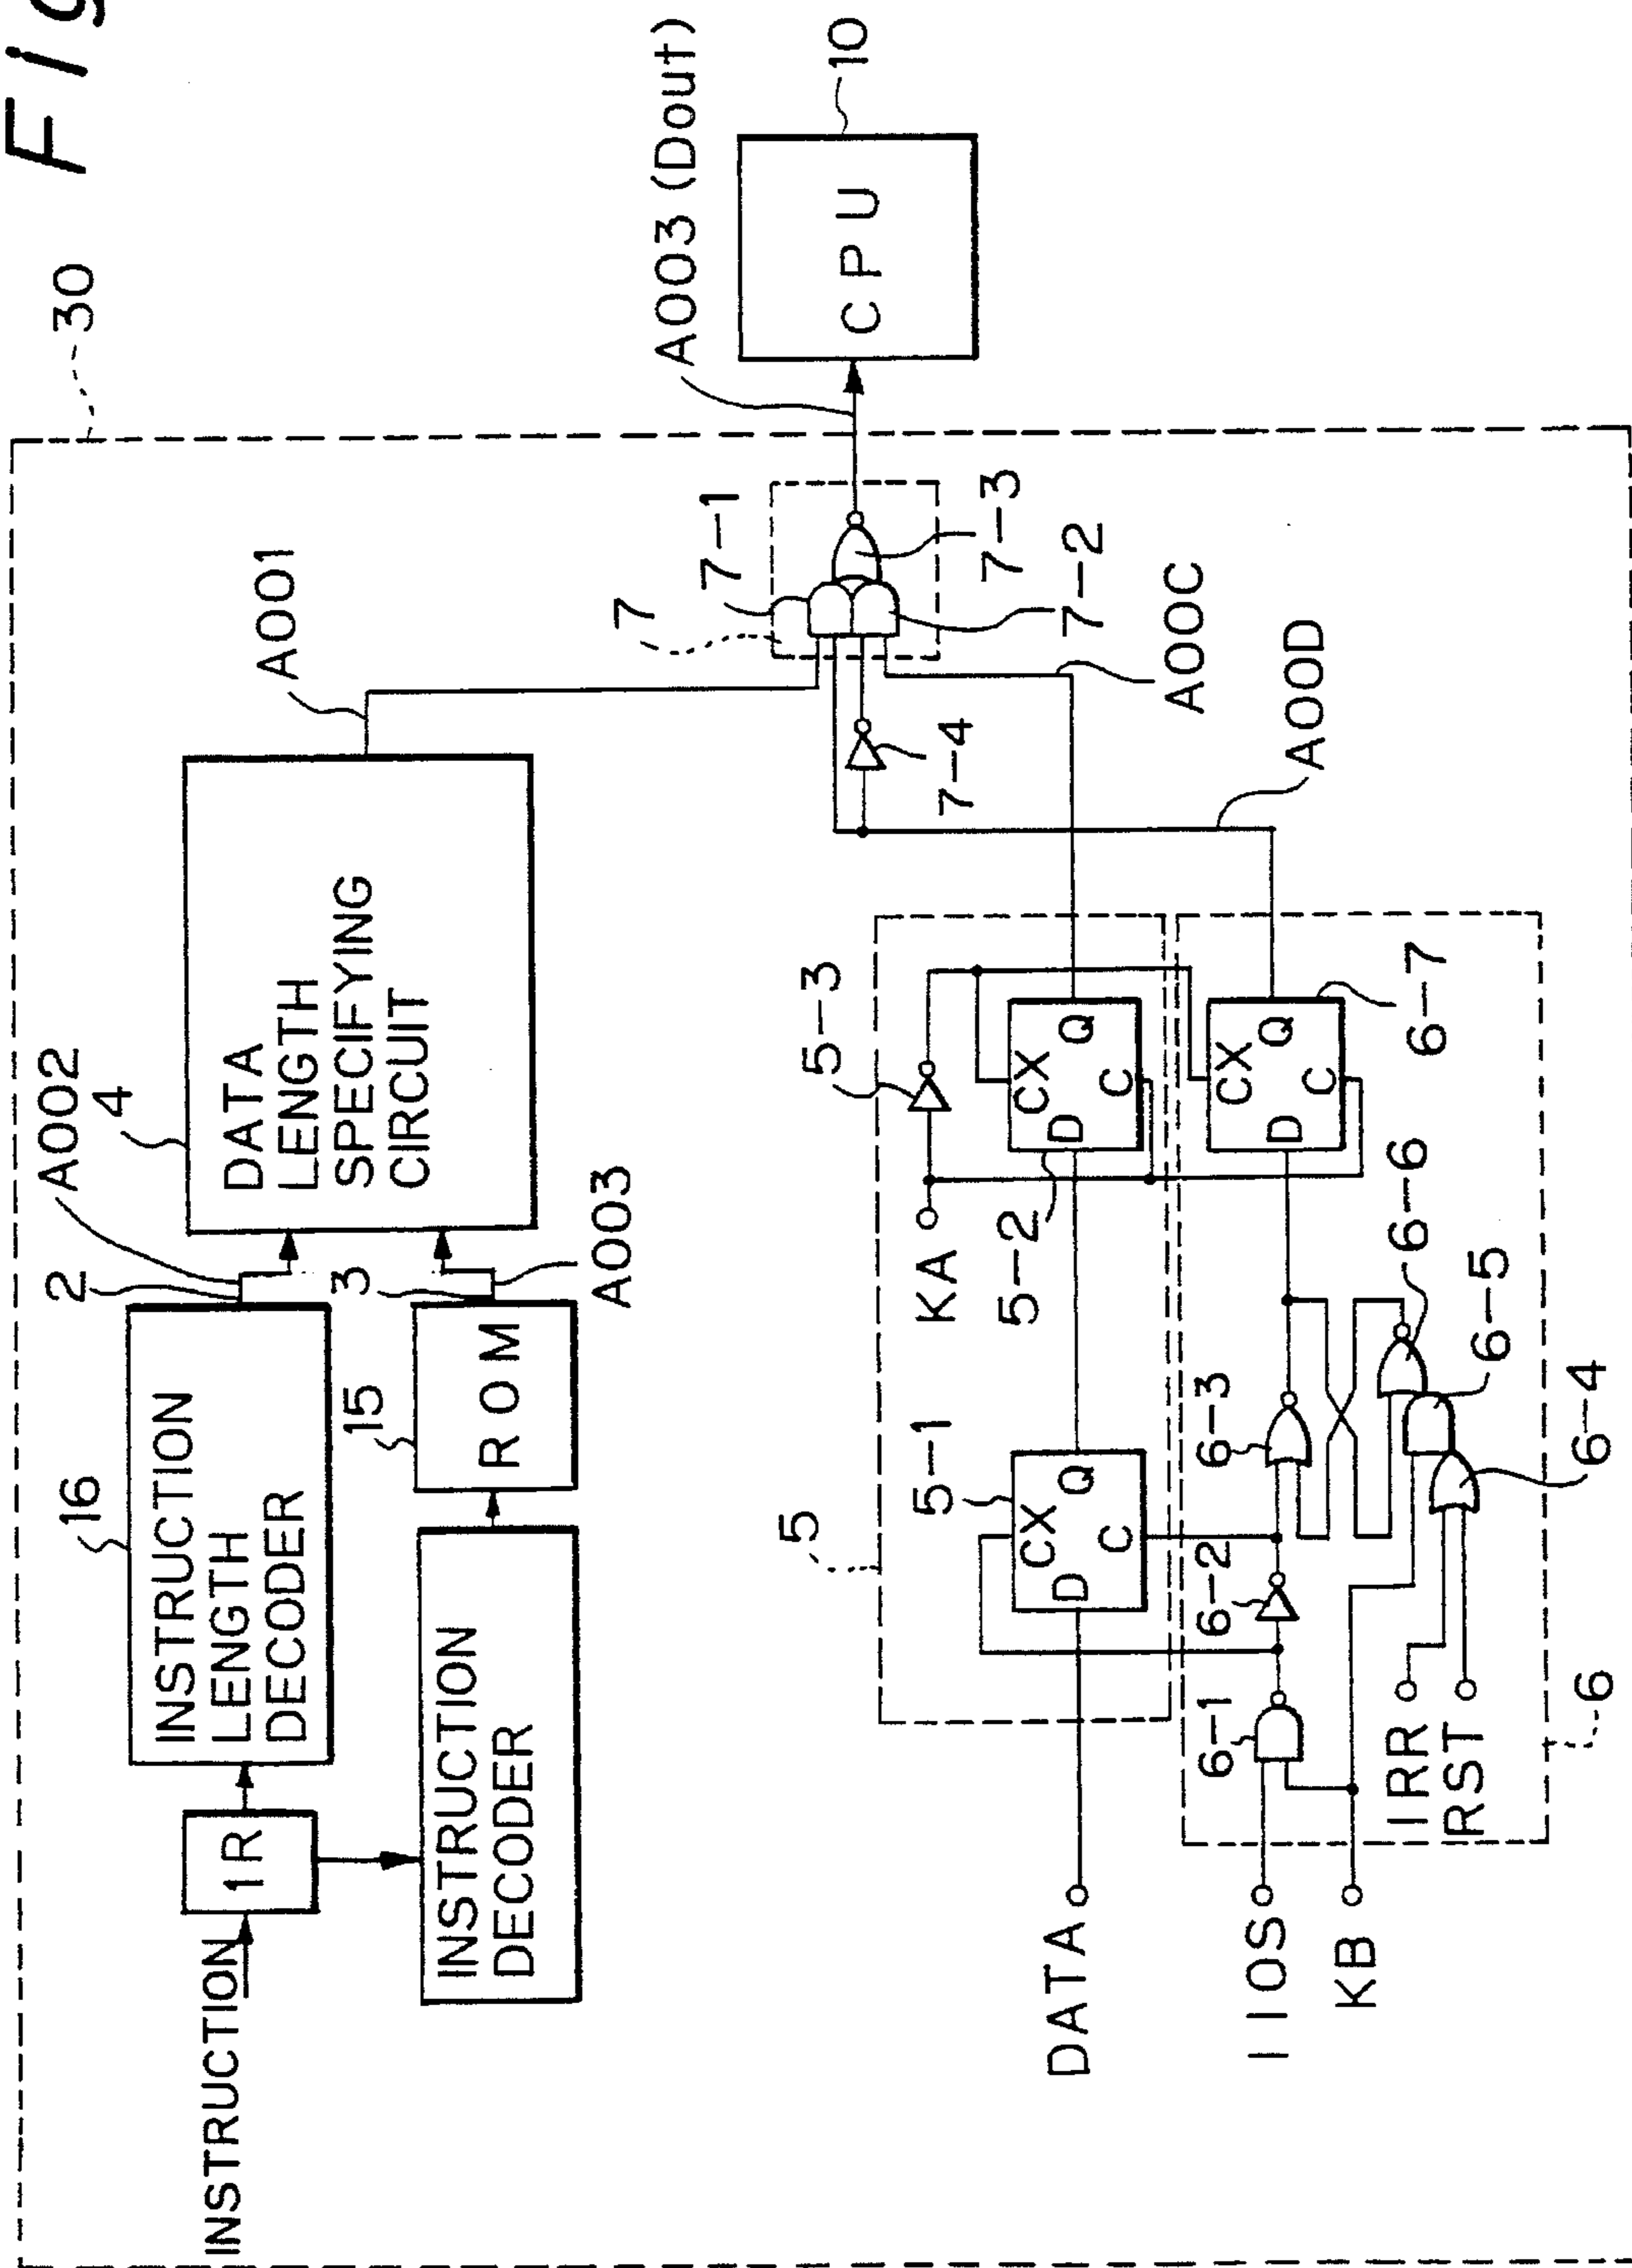 Fig
30
INSTRUCTION
1R
16
INSTRUCTION
LENGTH
DECODER
2
A002
4
DATA
LENGTH
SPECIFYING
CIRCUIT
A001
INSTRUCTION
DECODER
15
ROM
3
A003
7
7-1
7-3
7-2
7-4
A00C
A00D
A003 (Dout)
CPU
10
5
5-1
CX
D
Q
C
KA
5-3
5-2
CX
D
Q
C
DATA
IIOS
KB
6-1
6-2
6-3
IRR
RST
6
6-4
6-5
6-6
CX
D
Q
C
6-7